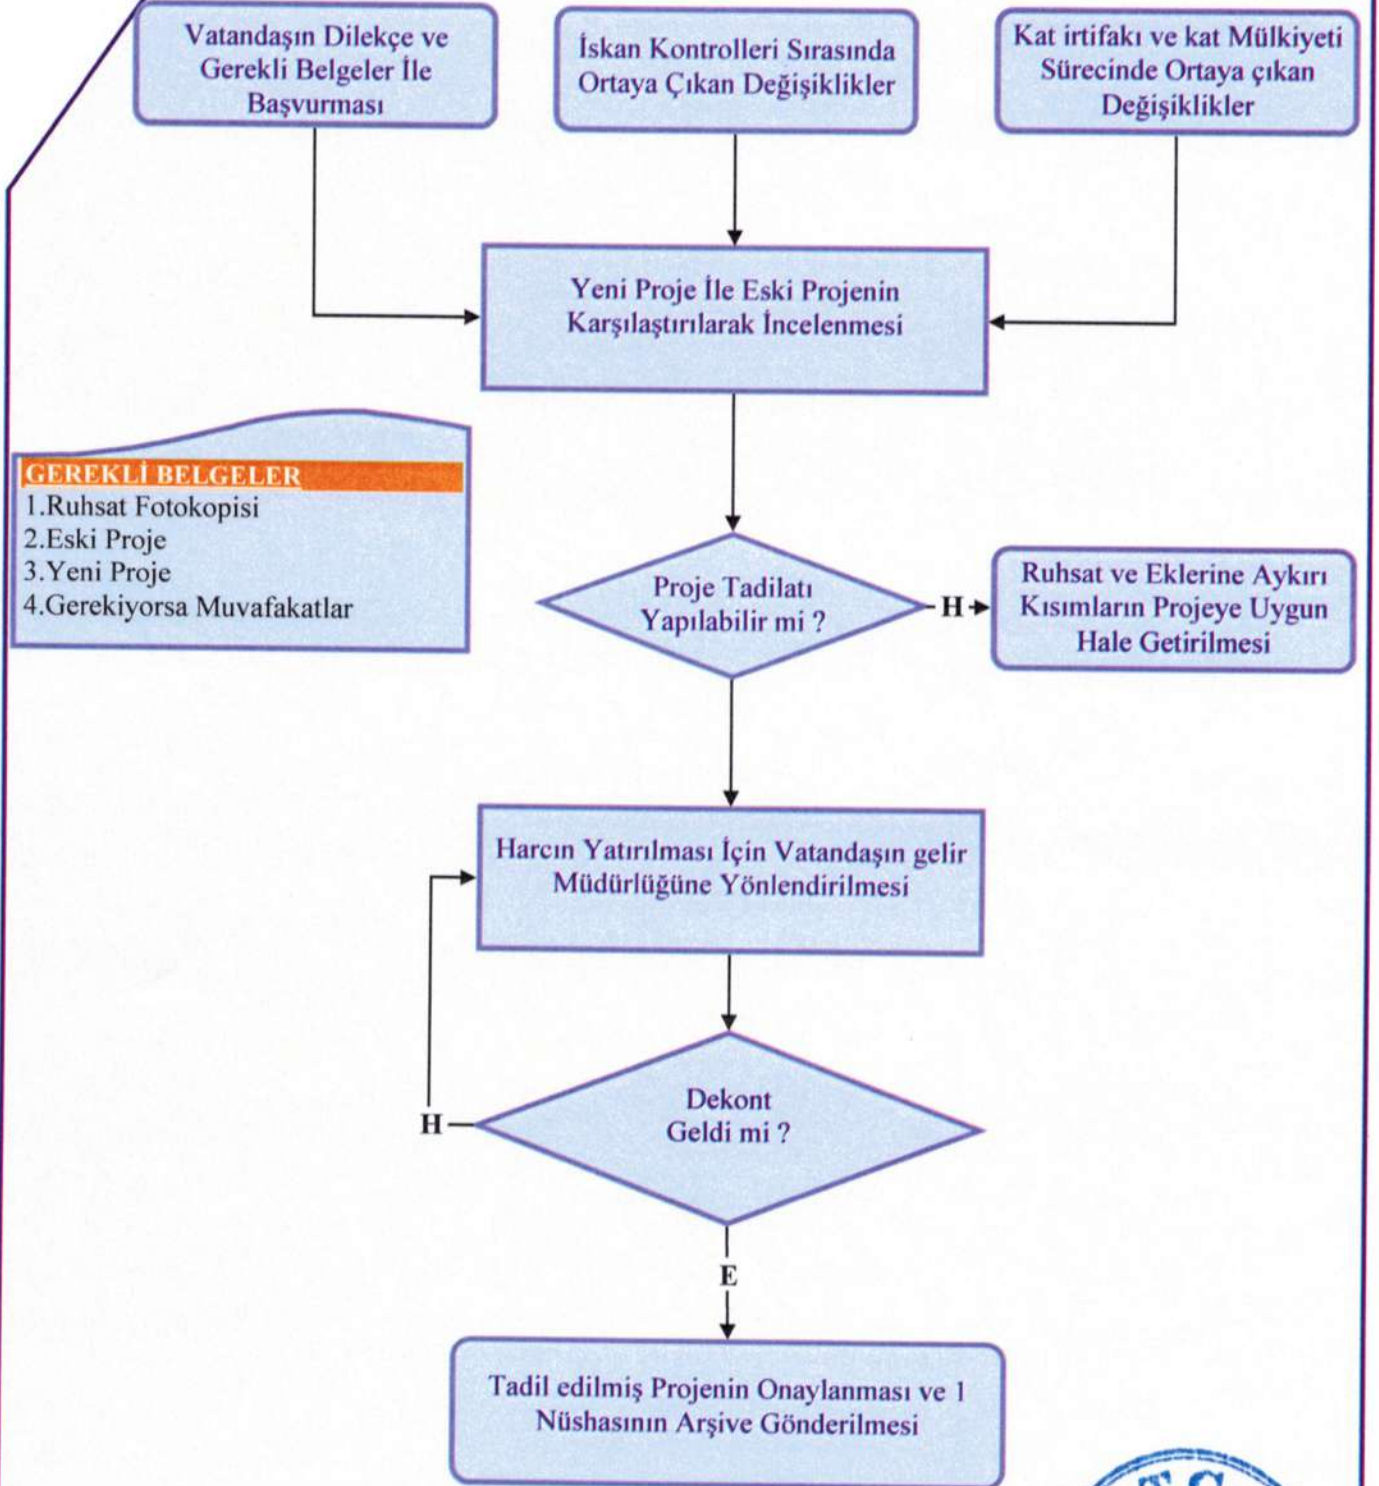 Vatandaşın Dilekçe ve
Gerekli Belgeler İle
Başvurması
İskan Kontrolleri Sırasında
Ortaya Çıkan Değişiklikler
Kat irtifakı ve kat Mülkiyeti
Sürecinde Ortaya çıkan
Değişiklikler
Yeni Proje İle Eski Projenin
Karşılaştırılarak İncelenmesi
GEREKLİ BELGELER
1.Ruhsat Fotokopisi
2.Eski Proje
3.Yeni Proje
4.Gerekiyorsa Muvafakatlar
Proje Tadilatı
Yapılabilir mi ?
H
Ruhsat ve Eklerine Aykırı
Kısımların Projeye Uygun
Hale Getirilmesi
Harcın Yatırılması İçin Vatandaşın gelir
Müdürlüğüne Yönlendirilmesi
Dekont
Geldi mi ?
H
E
Tadil edilmiş Projenin Onaylanması ve 1
Nüshasının Arşive Gönderilmesi